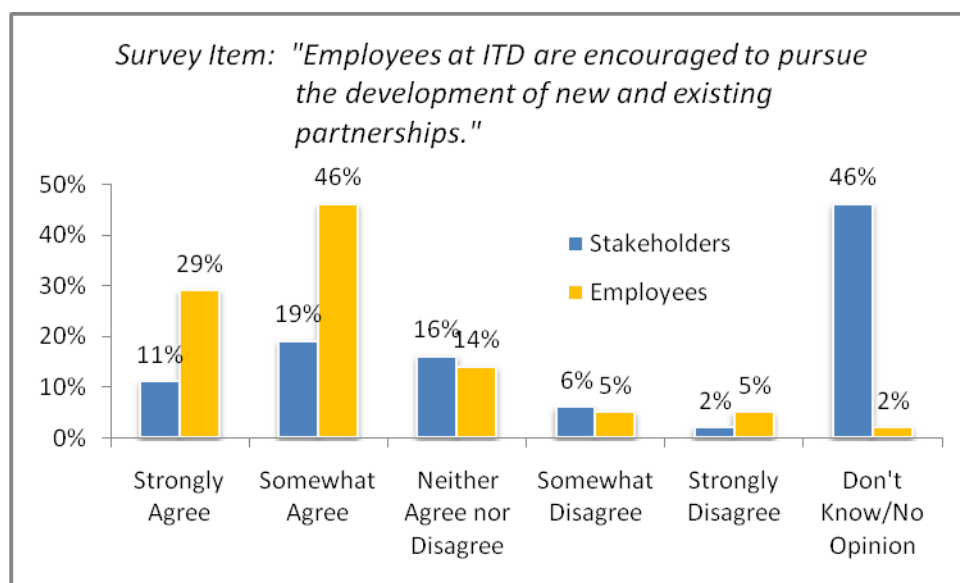 Survey Item: "Employees at ITD are encouraged to pursue
the development of new and existing
partnerships."
50%
40%
30%
20%
10%
0%
11%
29%
19%
46%
16%
14%
6%
5%
2%
5%
46%
2%
Stakeholders
Employees
Strongly
Agree
Somewhat
Agree
Neither
Agree nor
Disagree
Somewhat
Disagree
Strongly
Disagree
Don't
Know/No
Opinion